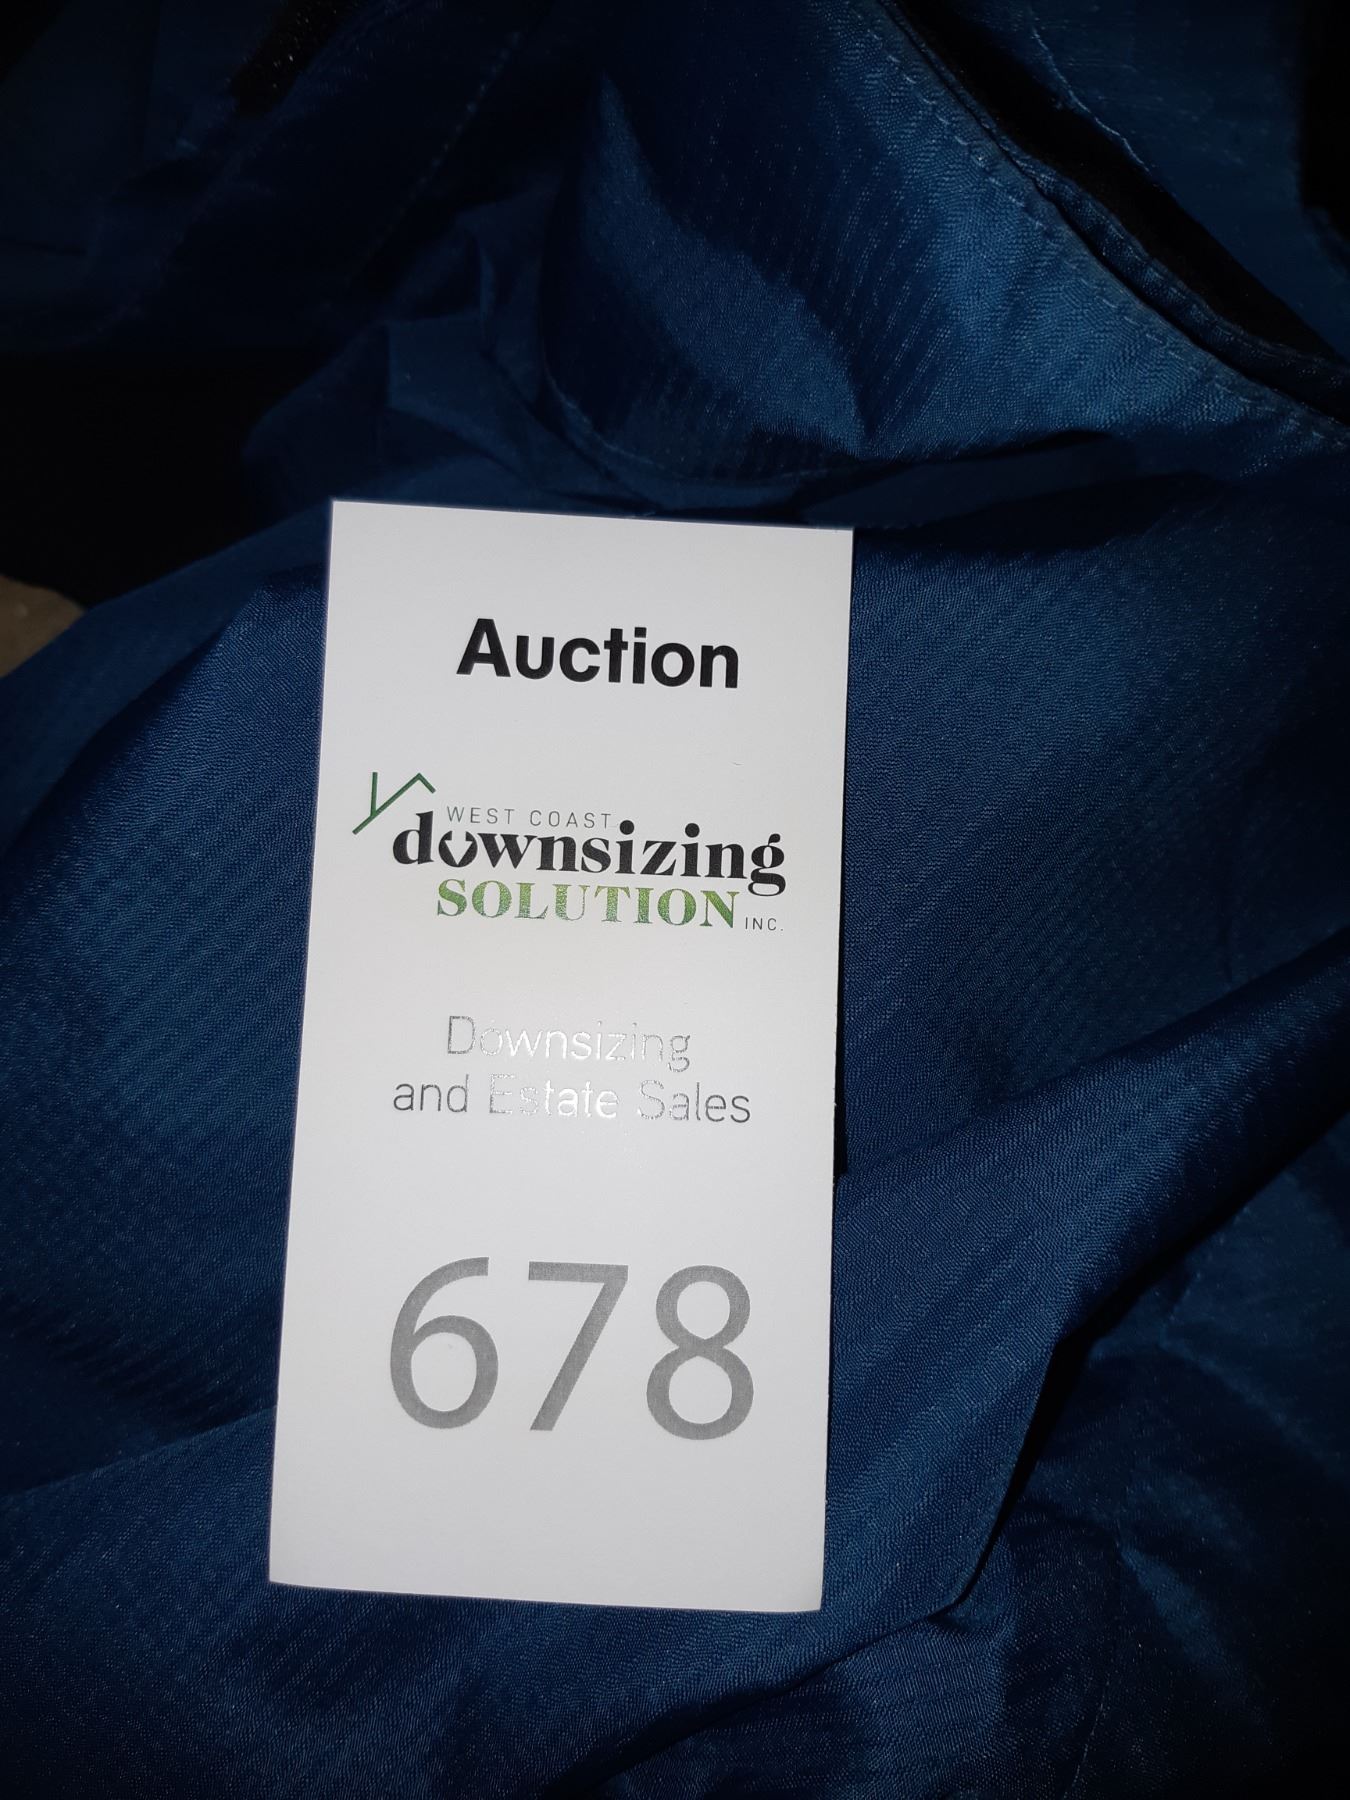 Auction
WEST COAST
downsizing
SOLUTION INC.
Downsizing
and Estate Sales
678